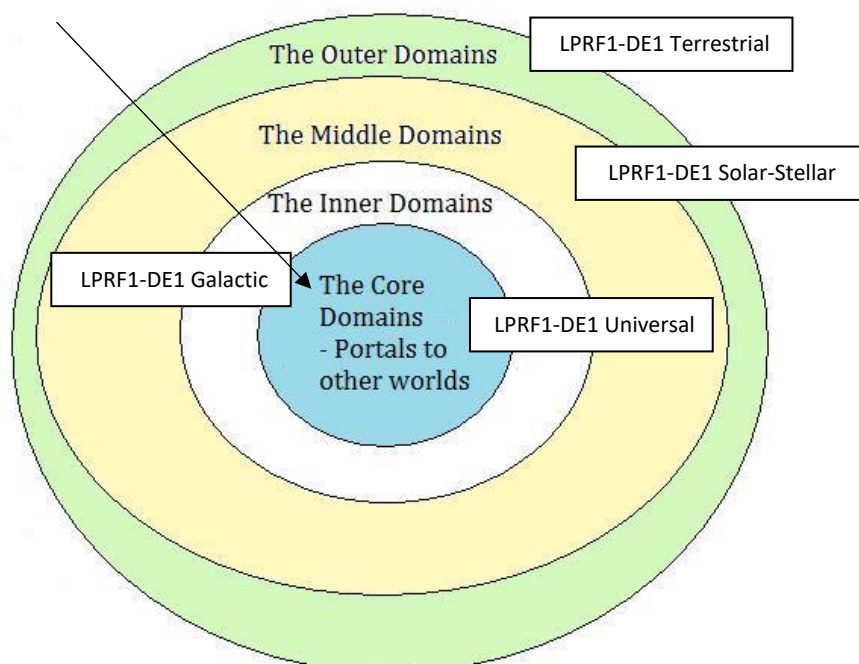 The Outer Domains
LPRF1-DE1 Terrestrial
The Middle Domains
LPRF1-DE1 Solar-Stellar
The Inner Domains
LPRF1-DE1 Galactic
The Core
Domains
- Portals to
other worlds
LPRF1-DE1 Universal